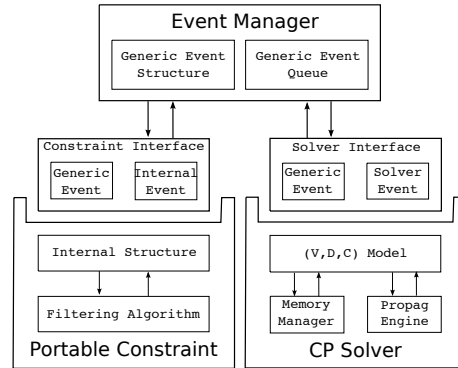 Event Manager
Generic Event
Structure
Generic Event
Queue
Constraint Interface
Generic
Event
Internal
Event
Solver Interface
Generic
Event
Solver
Event
Internal Structure
Filtering Algorithm
Portable Constraint
(V,D,C) Model
Memory
Manager
Propag
Engine
CP Solver